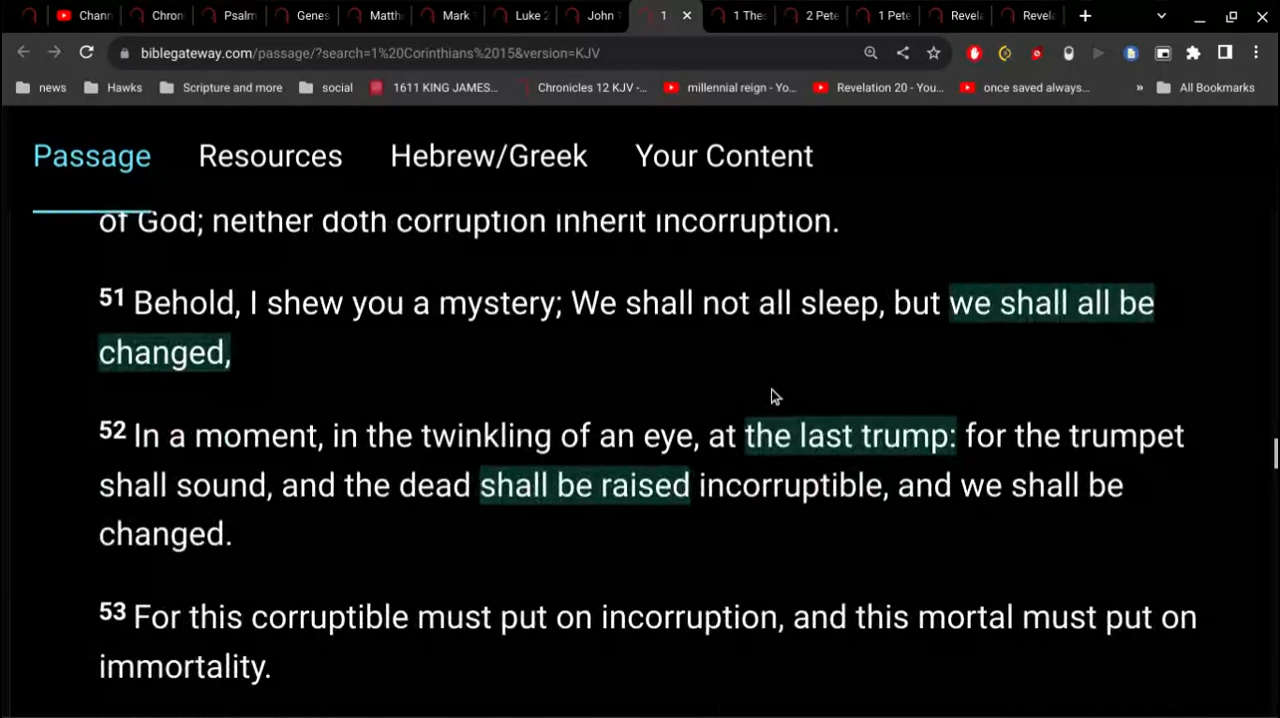 Chann Chron Psalm Genes Matth Mark Luke 2 John 1 1 1 Thes 2 Pete 1 Pete Revela Revela
biblegateway.com/passage/?search=1%20Corinthians%2015&version=KJV
news Hawks Scripture and more social 1611 KING JAMES... Chronicles 12 KJV -... millennial reign - Yo... Revelation 20 - You... once saved always... » All Bookmarks
Passage Resources Hebrew/Greek Your Content
of God; neither doth corruption inherit incorruption.
51 Behold, I shew you a mystery; We shall not all sleep, but we shall all be
changed,
52 In a moment, in the twinkling of an eye, at the last trump: for the trumpet
shall sound, and the dead shall be raised incorruptible, and we shall be
changed.
53 For this corruptible must put on incorruption, and this mortal must put on
immortality.